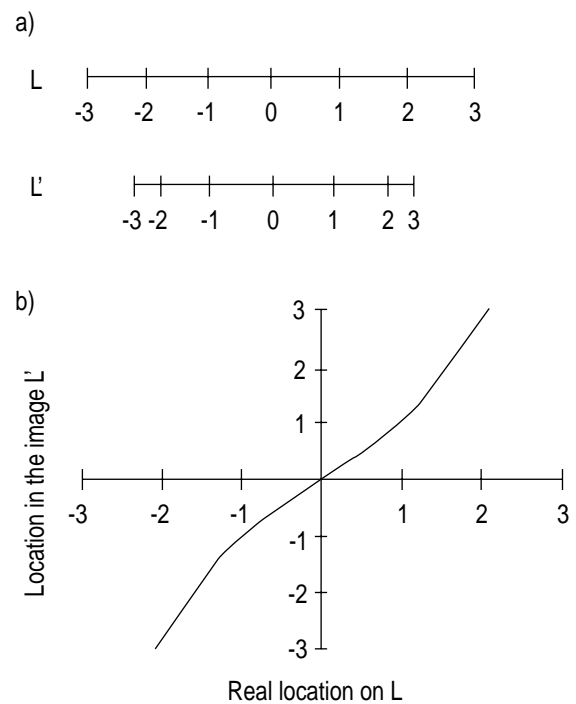 a)
L
-3 -2 -1 0 1 2 3
L'
-3 -2 -1 0 1 2 3
b)
Location in the image L'
3
2
1
-3 -2 -1 1 2 3
-1
-2
-3
Real location on L